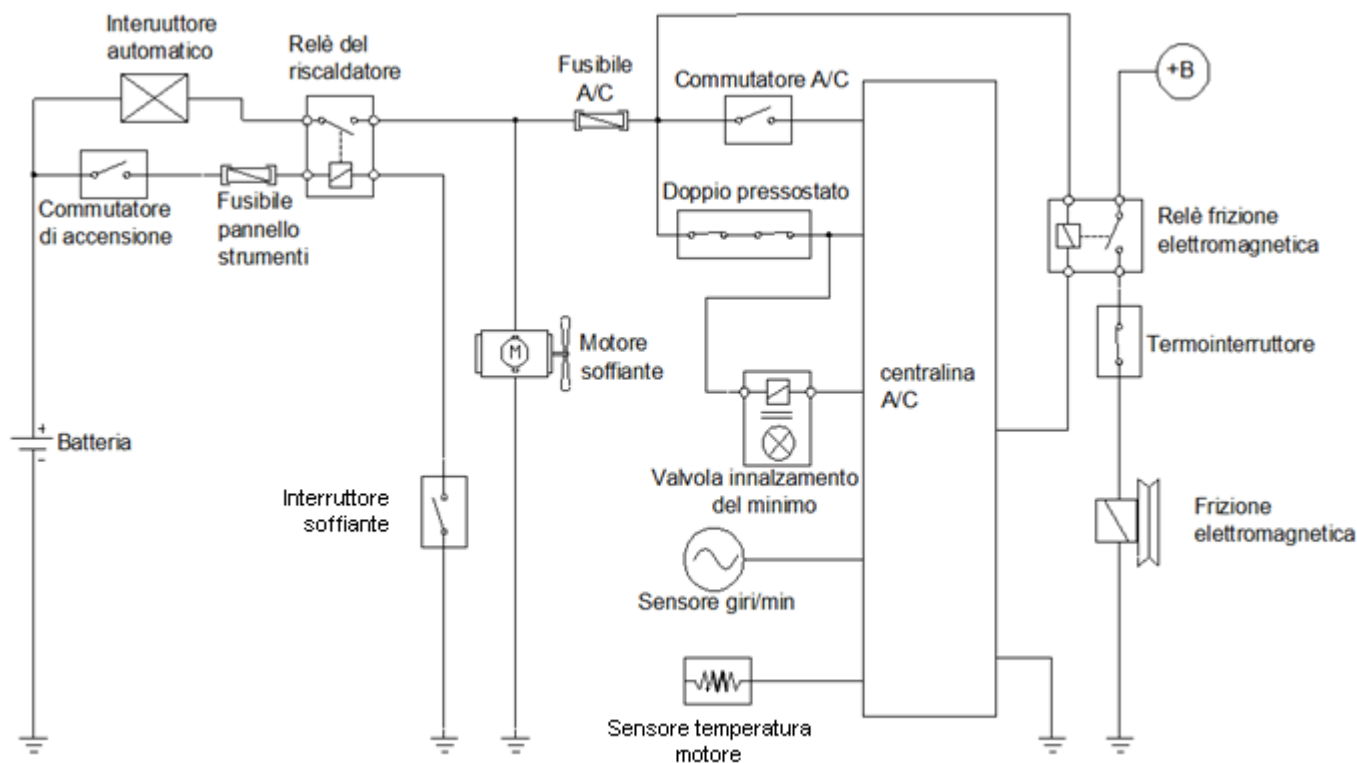 Interuuttore
automatico
Relè del
riscaldatore
Fusibile
A/C
Commutatore A/C
+B
Commutatore
di accensione
Fusibile
pannello
strumenti
Doppio pressostato
Relè frizione
elettromagnetica
M
Motore
soffiante
centralina
A/C
Termointerruttore
+
Batteria
-
Valvola innalzamento
del minimo
Interruttore
soffiante
Frizione
elettromagnetica
Sensore giri/min
Sensore temperatura
motore